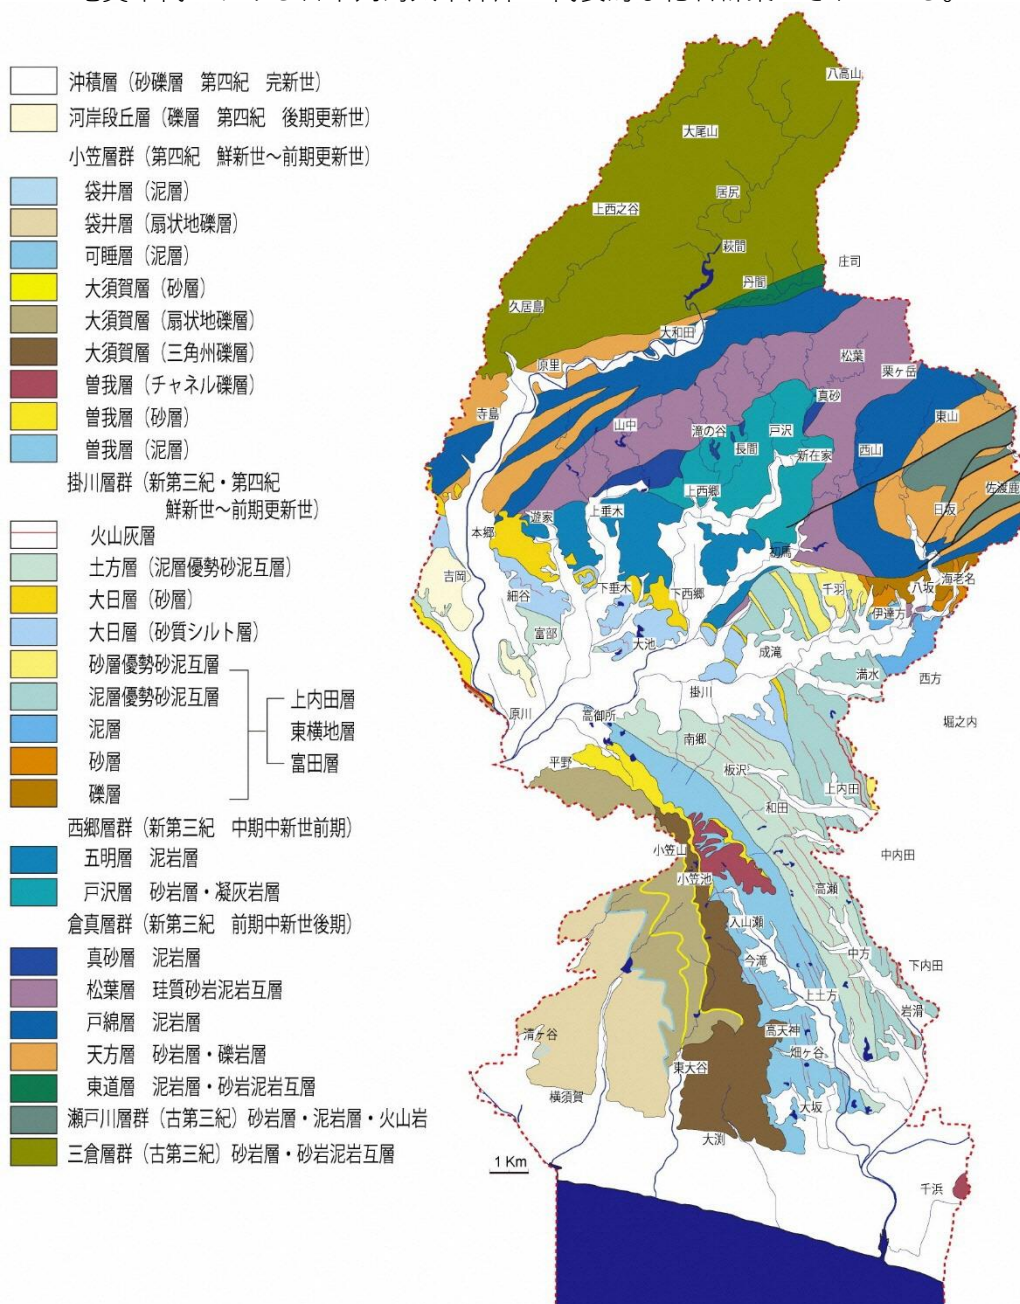 沖積層（砂礫層　第四紀　完新世）
河岸段丘層（礫層　第四紀　後期更新世）
小笠層群（第四紀　鮮新世～前期更新世）
袋井層（泥層）
袋井層（扇状地礫層）
可睡層（泥層）
大須賀層（砂層）
大須賀層（扇状地礫層）
大須賀層（三角州礫層）
曽我層（チャネル礫層）
曽我層（砂層）
曽我層（泥層）
掛川層群（新第三紀・第四紀
鮮新世～前期更新世）
火山灰層
土方層（泥層優勢砂泥互層）
大日層（砂層）
大日層（砂質シルト層）
砂層優勢砂泥互層
泥層優勢砂泥互層
泥層
砂層
礫層
上内田層
東横地層
富田層
西郷層群（新第三紀　中期中新世前期）
五明層　泥岩層
戸沢層　砂岩層・凝灰岩層
倉真層群（新第三紀　前期中新世後期）
真砂層　泥岩層
松葉層　珪質砂岩泥岩互層
戸綿層　泥岩層
天方層　砂岩層・礫岩層
東道層　泥岩層・砂岩泥岩互層
瀬戸川層群（古第三紀）砂岩層・泥岩層・火山岩
三倉層群（古第三紀）砂岩層・砂岩泥岩互層
八高山
大尾山
居尻
上西之谷
萩間
庄司
丹間
久居島
大和田
原里
松葉
栗ヶ岳
真砂
寺島
東山
山中
滝の谷
戸沢
長間
西山
新在家
佐渡鹿
上西郷
日坂
上垂木
遊家
本郷
初馬
吉岡
細谷
下垂木
下西郷
千羽
八坂
海老名
伊達方
富部
大池
成滝
満水
西方
掛川
原川
高御所
堀之内
南郷
平野
板沢
上内田
和田
小笠山
中内田
小笠池
高瀬
入山瀬
今滝
中方
下内田
上土方
岩滑
清ヶ谷
高天神
畑ヶ谷
東大谷
横須賀
大坂
大渕
1 Km
千浜